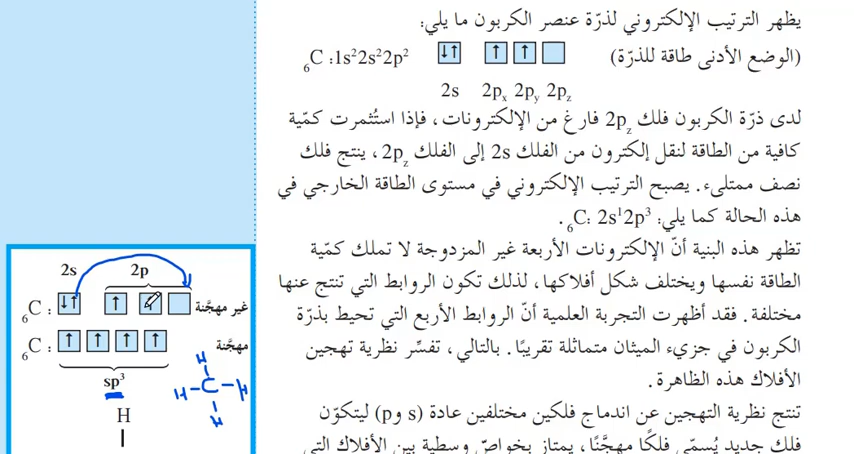 يظهر الترتيب الإلكتروني لذرّة عنصر الكربون ما يلي:
(الوضع الأدنى طاقة للذرّة) ₆C :1s²2s²2p² ↓↑ ↑ ↑
2s 2pₓ 2p_y 2p_z
لدى ذرّة الكربون فلك 2p_z فارغ من الإلكترونات، فإذا استُثمرت كمّية
كافية من الطاقة لنقل إلكترون من الفلك 2s إلى الفلك 2p_z، ينتج فلك
نصف ممتلىء. يصبح الترتيب الإلكتروني في مستوى الطاقة الخارجي في
هذه الحالة كما يلي: ₆C: 2s¹2p³.
تظهر هذه البنية أنّ الإلكترونات الأربعة غير المزدوجة لا تملك كمّية
الطاقة نفسها ويختلف شكل أفلاكها، لذلك تكون الروابط التي تنتج عنها
مختلفة. فقد أظهرت التجربة العلمية أنّ الروابط الأربع التي تحيط بذرّة
الكربون في جزيء الميثان متماثلة تقريبًا. بالتالي، تفسِّر نظرية تهجين
الأفلاك هذه الظاهرة.
تنتج نظرية التهجين عن اندماج فلكين مختلفين عادة (s وp) ليتكوّن
فلك جديد يُسمّى فلكًا مهجَّنًا، يمتاز بخواصّ وسطية بين الأفلاك التي
2s 2p
₆C : ↓↑ ↑ ↑ غير مهجَّنة
₆C : ↑ ↑ ↑ ↑ مهجَّنة
sp³
H
H–C–H
H
H